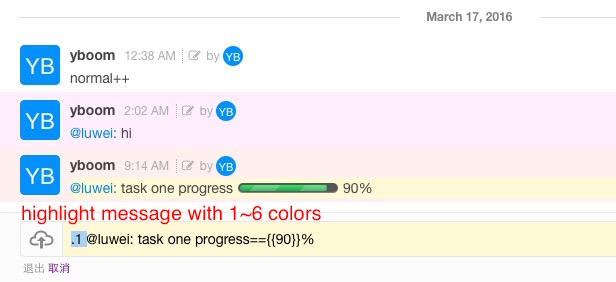 March 17, 2016
YB yboom 12:38 AM by YB
normal++
YB yboom 2:02 AM by YB
@luwei: hi
YB yboom 9:14 AM by YB
@luwei: task one progress 90%
highlight message with 1~6 colors
.1 @luwei: task one progress=={{90}}%
退出 取消